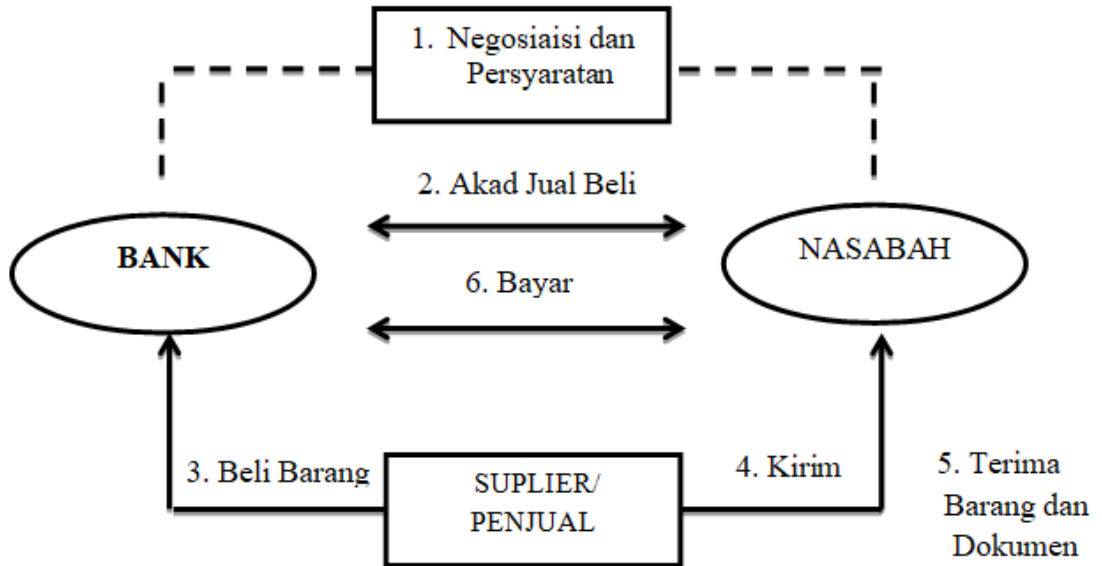 1. Negosiaisi dan
Persyaratan
2. Akad Jual Beli
BANK
NASABAH
6. Bayar
3. Beli Barang
SUPLIER/
PENJUAL
4. Kirim
5. Terima
Barang dan
Dokumen